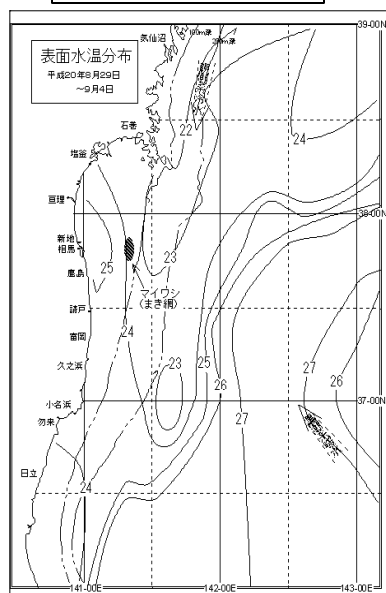 表面水温分布
平成20年8月29日
～9月4日
気仙沼
100m深
200m深
39-00N
22
24
石巻
塩釜
亘理
38-00N
新地
相馬
鹿島
25
23
マイワシ
(まき網)
請戸
24
富岡
久之浜
23
25
26
27
26
小名浜
37-00N
勿来
27
日立
24
141-00E
142-00E
143-00E